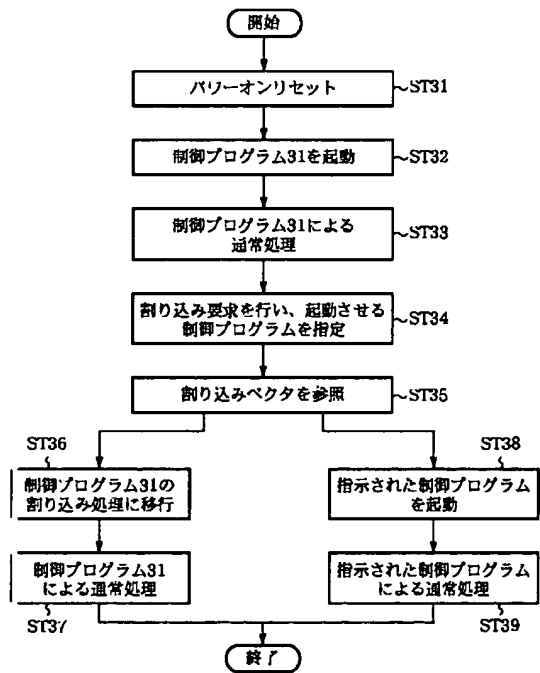 開始
パワーオンリセット
ST31
制御プログラム31を起動
ST32
制御プログラム31による
通常処理
ST33
割り込み要求を行い、起動させる
制御プログラムを指定
ST34
割り込みベクタを参照
ST35
ST36
制御プログラム31の
割り込み処理に移行
制御プログラム31
による通常処理
ST37
ST38
指示された制御プログラム
を起動
指示された制御プログラム
による通常処理
ST39
終了